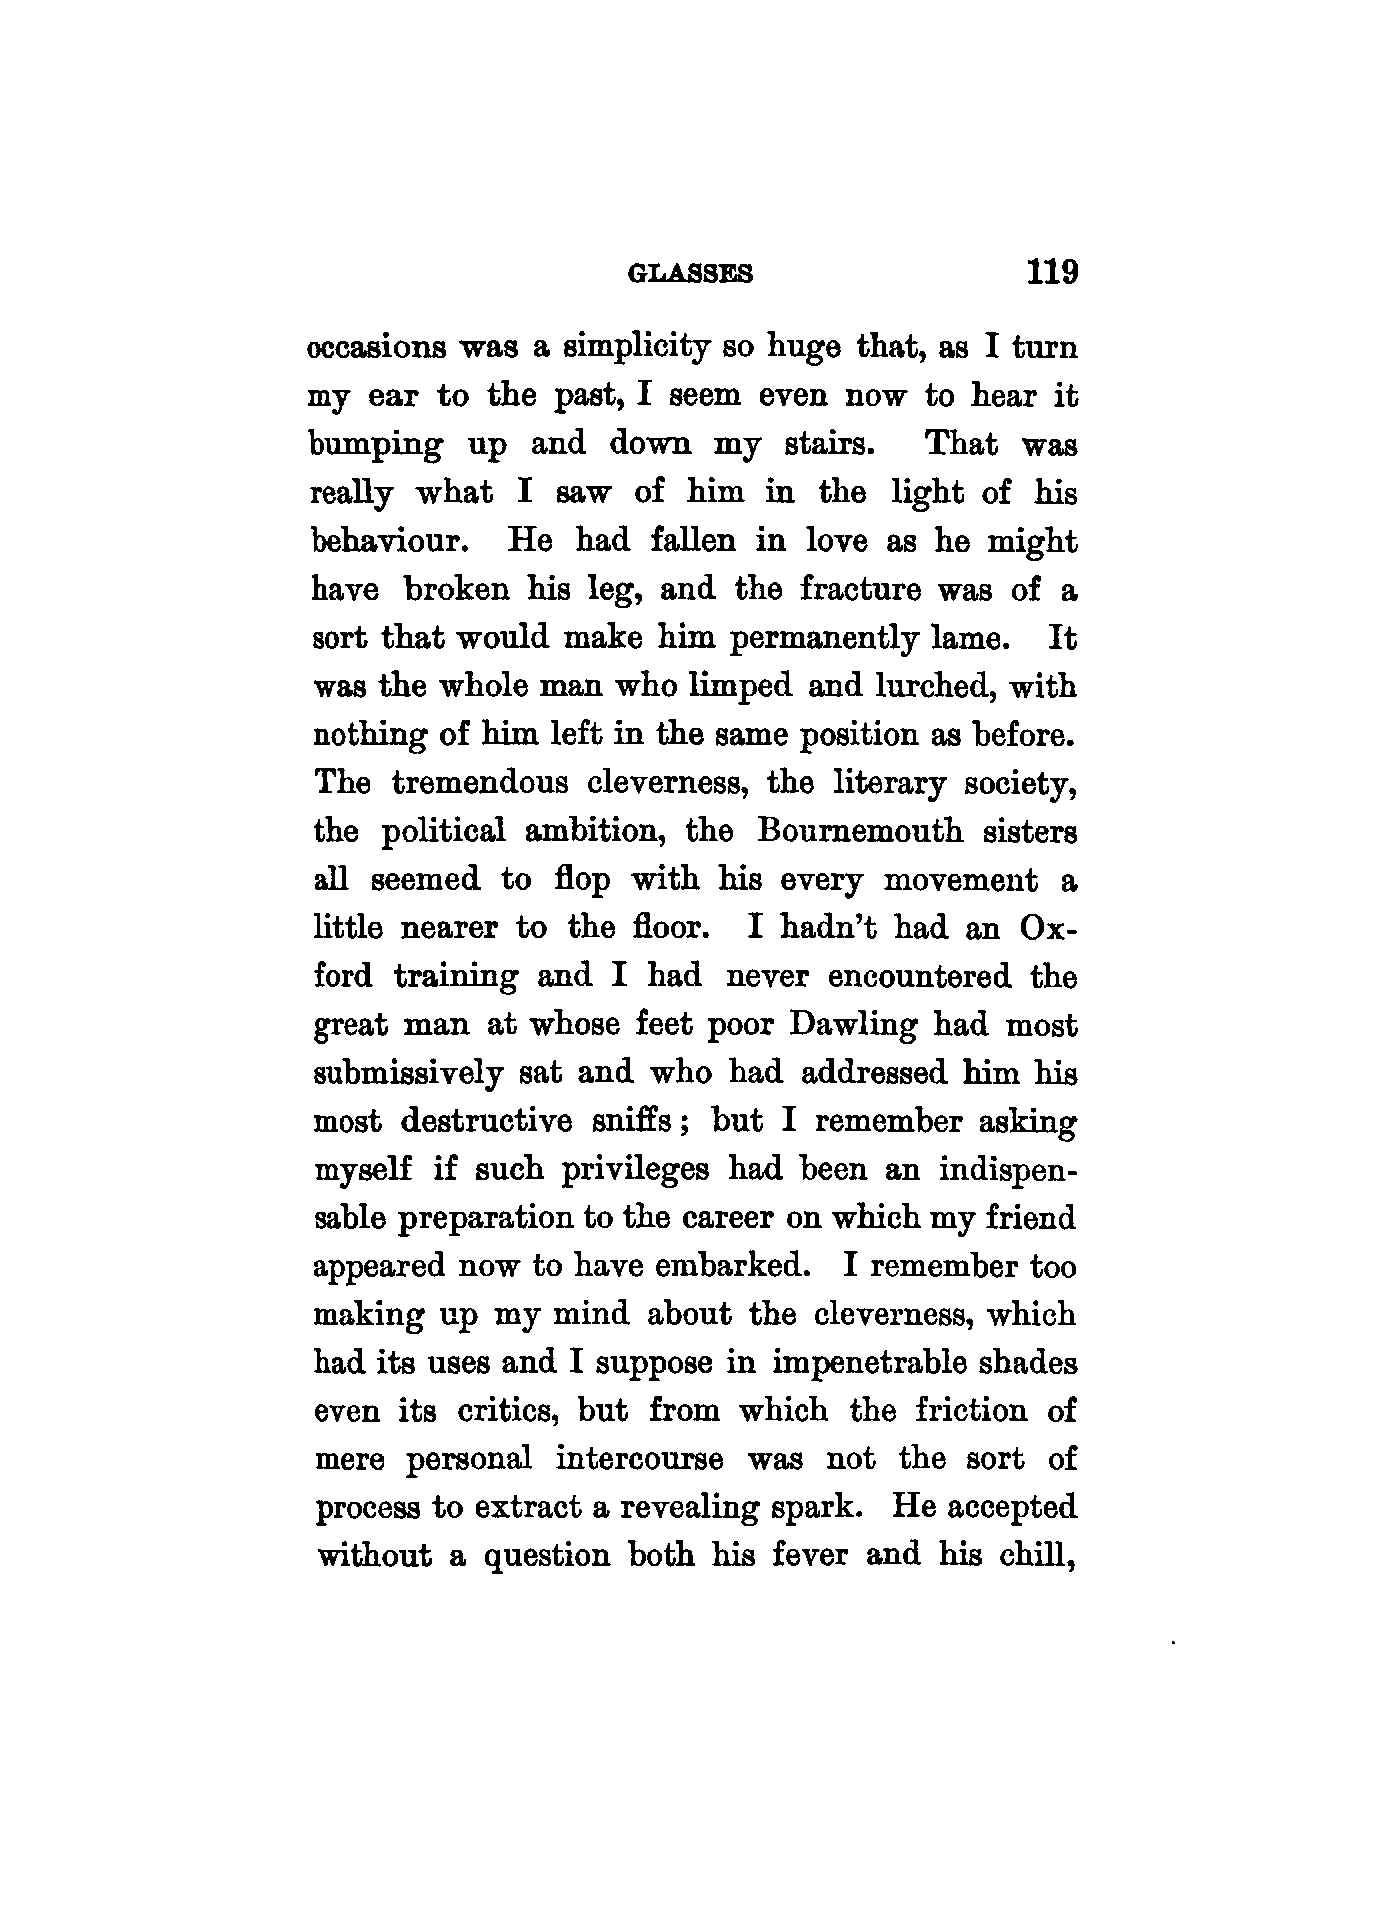 GLASSES 119
occasions was a simplicity so huge that, as I turn
my ear to the past, I seem even now to hear it
bumping up and down my stairs. That was
really what I saw of him in the light of his
behaviour. He had fallen in love as he might
have broken his leg, and the fracture was of a
sort that would make him permanently lame. It
was the whole man who limped and lurched, with
nothing of him left in the same position as before.
The tremendous cleverness, the literary society,
the political ambition, the Bournemouth sisters
all seemed to flop with his every movement a
little nearer to the floor. I hadn't had an Ox-
ford training and I had never encountered the
great man at whose feet poor Dawling had most
submissively sat and who had addressed him his
most destructive sniffs; but I remember asking
myself if such privileges had been an indispen-
sable preparation to the career on which my friend
appeared now to have embarked. I remember too
making up my mind about the cleverness, which
had its uses and I suppose in impenetrable shades
even its critics, but from which the friction of
mere personal intercourse was not the sort of
process to extract a revealing spark. He accepted
without a question both his fever and his chill,